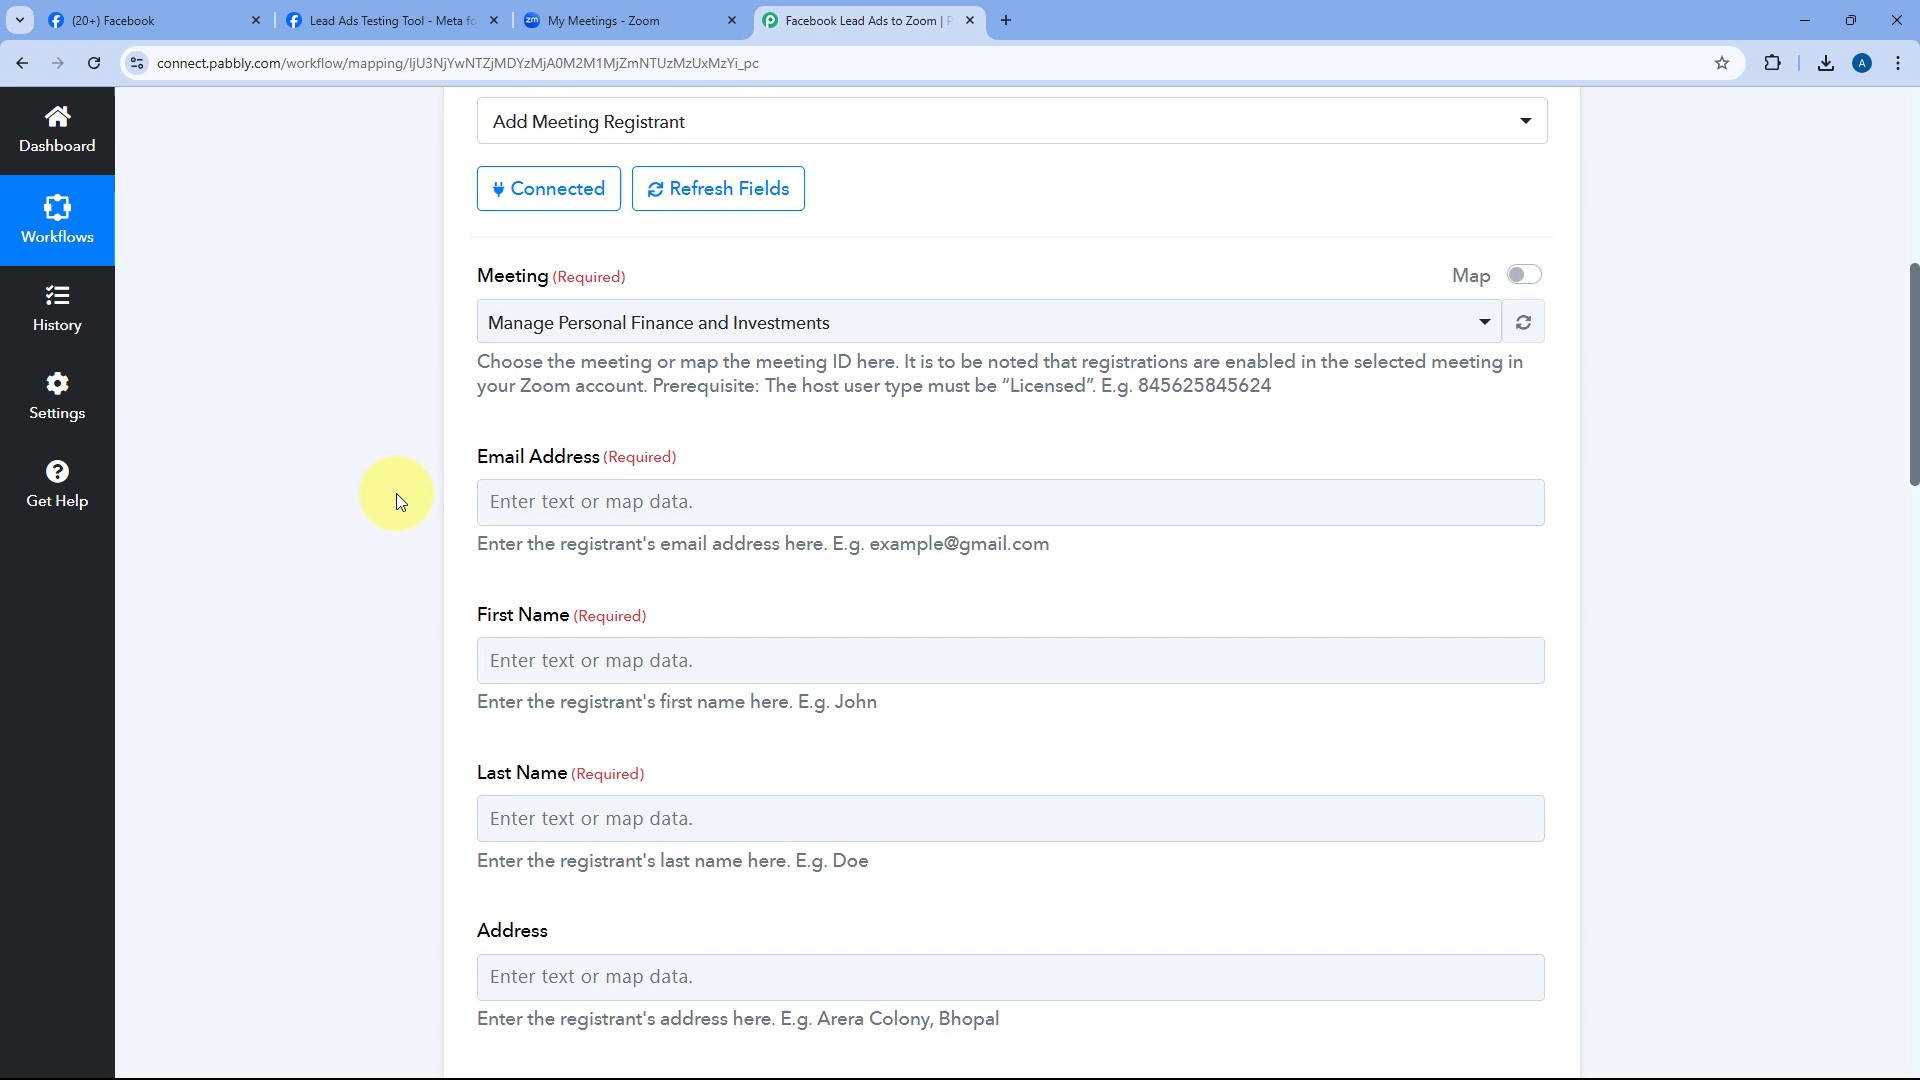 (20+) Facebook
Lead Ads Testing Tool - Meta fo
zm My Meetings - Zoom
Facebook Lead Ads to Zoom | P
connect.pabbly.com/workflow/mapping/IjU3NjYwNTZjMDYzMjA0M2M1MjZmNTUzMzUxMzYi_pc
A
Dashboard
Workflows
History
Settings
Get Help
Add Meeting Registrant
Connected
Refresh Fields
Meeting (Required)
Map
Manage Personal Finance and Investments
Choose the meeting or map the meeting ID here. It is to be noted that registrations are enabled in the selected meeting in
your Zoom account. Prerequisite: The host user type must be “Licensed”. E.g. 845625845624
Email Address (Required)
Enter text or map data.
Enter the registrant's email address here. E.g. example@gmail.com
First Name (Required)
Enter text or map data.
Enter the registrant's first name here. E.g. John
Last Name (Required)
Enter text or map data.
Enter the registrant's last name here. E.g. Doe
Address
Enter text or map data.
Enter the registrant's address here. E.g. Arera Colony, Bhopal